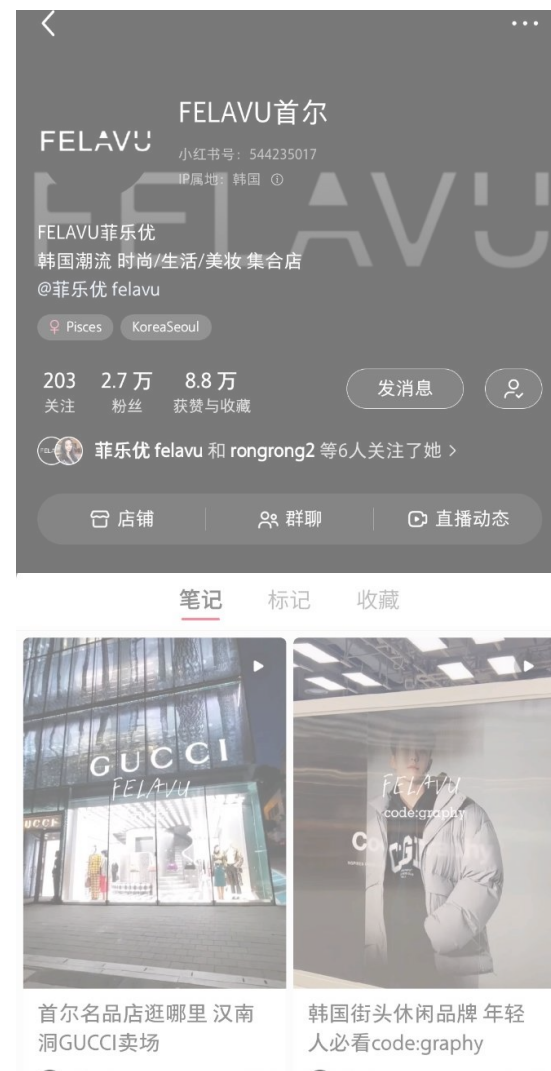 FELAVU首尔
FELAVU
小红书号：544235017
IP属地：韩国
FELAVU
FELAVU菲乐优
韩国潮流 时尚/生活/美妆 集合店
@菲乐优 felavu
Pisces
KoreaSeoul
203 2.7 万 8.8 万
关注 粉丝 获赞与收藏
发消息
菲乐优 felavu 和 rongrong2 等6人关注了她
店铺 群聊 直播动态
笔记 标记 收藏
GUCCI
FELAVU
GUCCI
FELAVU
code:graphy
首尔名品店逛哪里 汉南
洞GUCCI卖场
韩国街头休闲品牌 年轻
人必看code:graphy